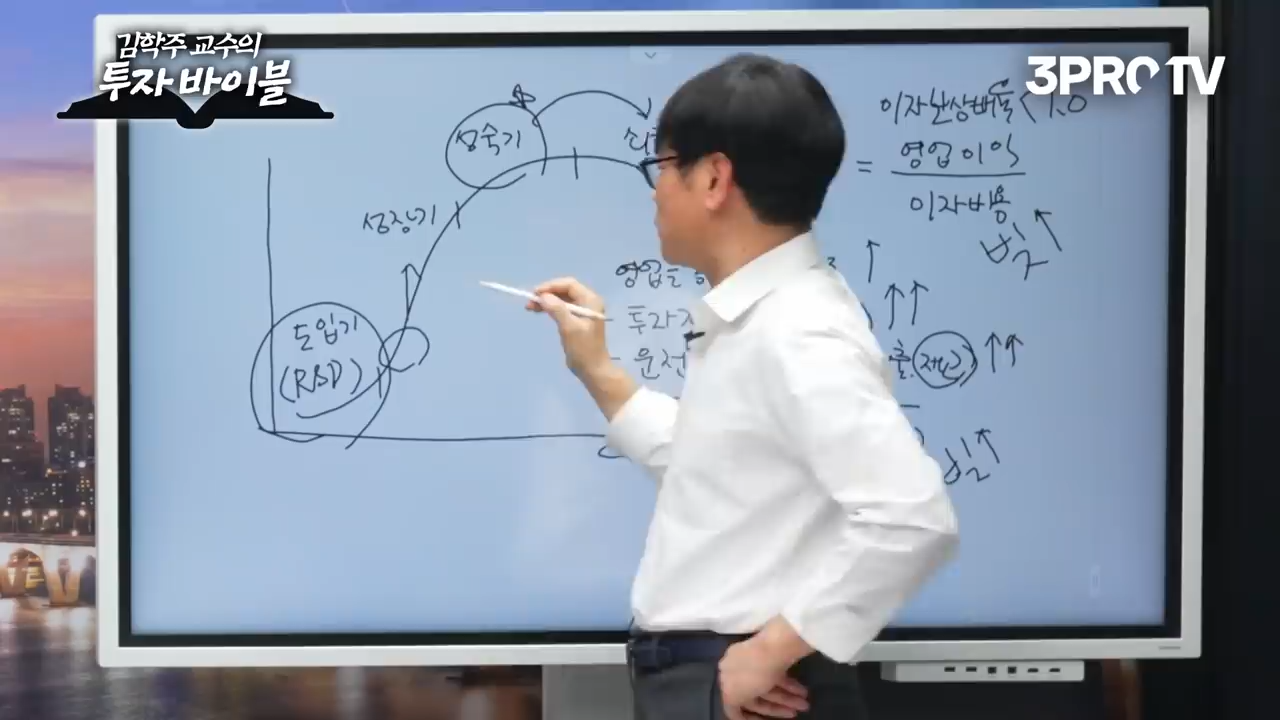 김학주 교수의
투자 바이블
3PRO TV
이자보상배율 < 1.0
= 영업이익
이자비용
빚↑
성숙기
성장기
도입기
(R&D)
영업
투자
운전
↑
↑↑
출, 재고 ↑↑
빚↑